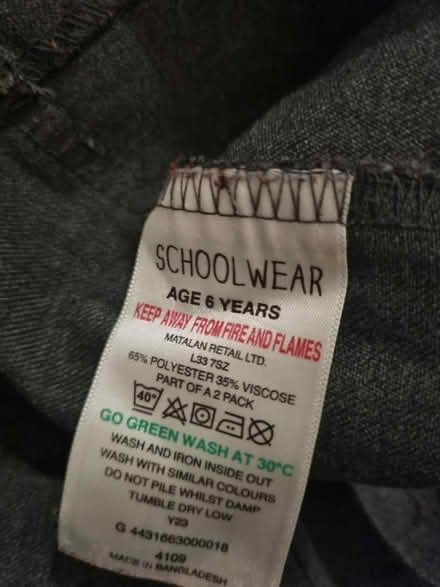 SCHOOLWEAR
AGE 6 YEARS
KEEP AWAY FROM FIRE AND FLAMES
MATALAN RETAIL LTD.
L33 7SZ
65% POLYESTER 35% VISCOSE
PART OF A 2 PACK
40°
GO GREEN WASH AT 30°C
WASH AND IRON INSIDE OUT
WASH WITH SIMILAR COLOURS
DO NOT PILE WHILST DAMP
TUMBLE DRY LOW
Y23
G 4431663000018
4109
MADE IN BANGLADESH